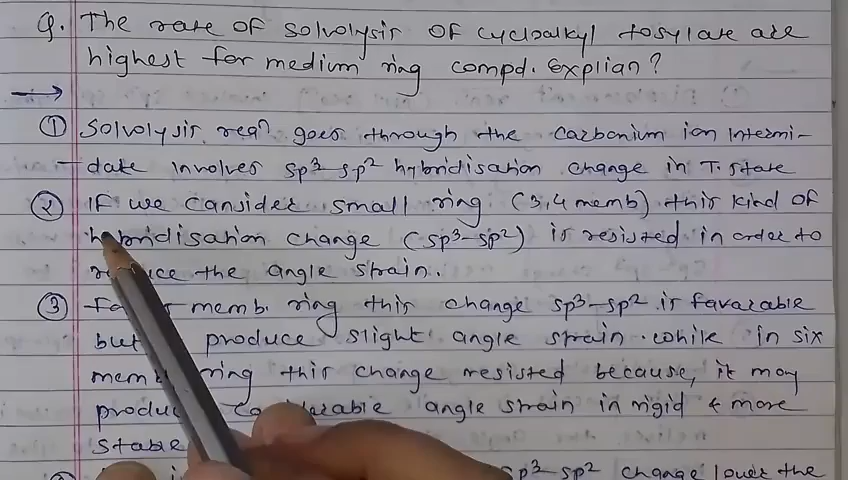 Q. The rate of solvolysis of cycloalkyl tosylate are
highest for medium ring compd. Explian?
① Solvolysis reaⁿ goes through the carbonium ion intermi-
date involves sp³-sp² hybridisation change in T. state
② If we consider small ring (3,4 memb) this kind of
hybridisation change (sp³-sp²) is resisted in order to
the angle strain.
③ memb. ring this change sp³-sp² is favarable
but produce slight angle strain. while in six
ring this change resisted because, it may
angle strain in rigid & more
stable
sp³-sp² change lower the